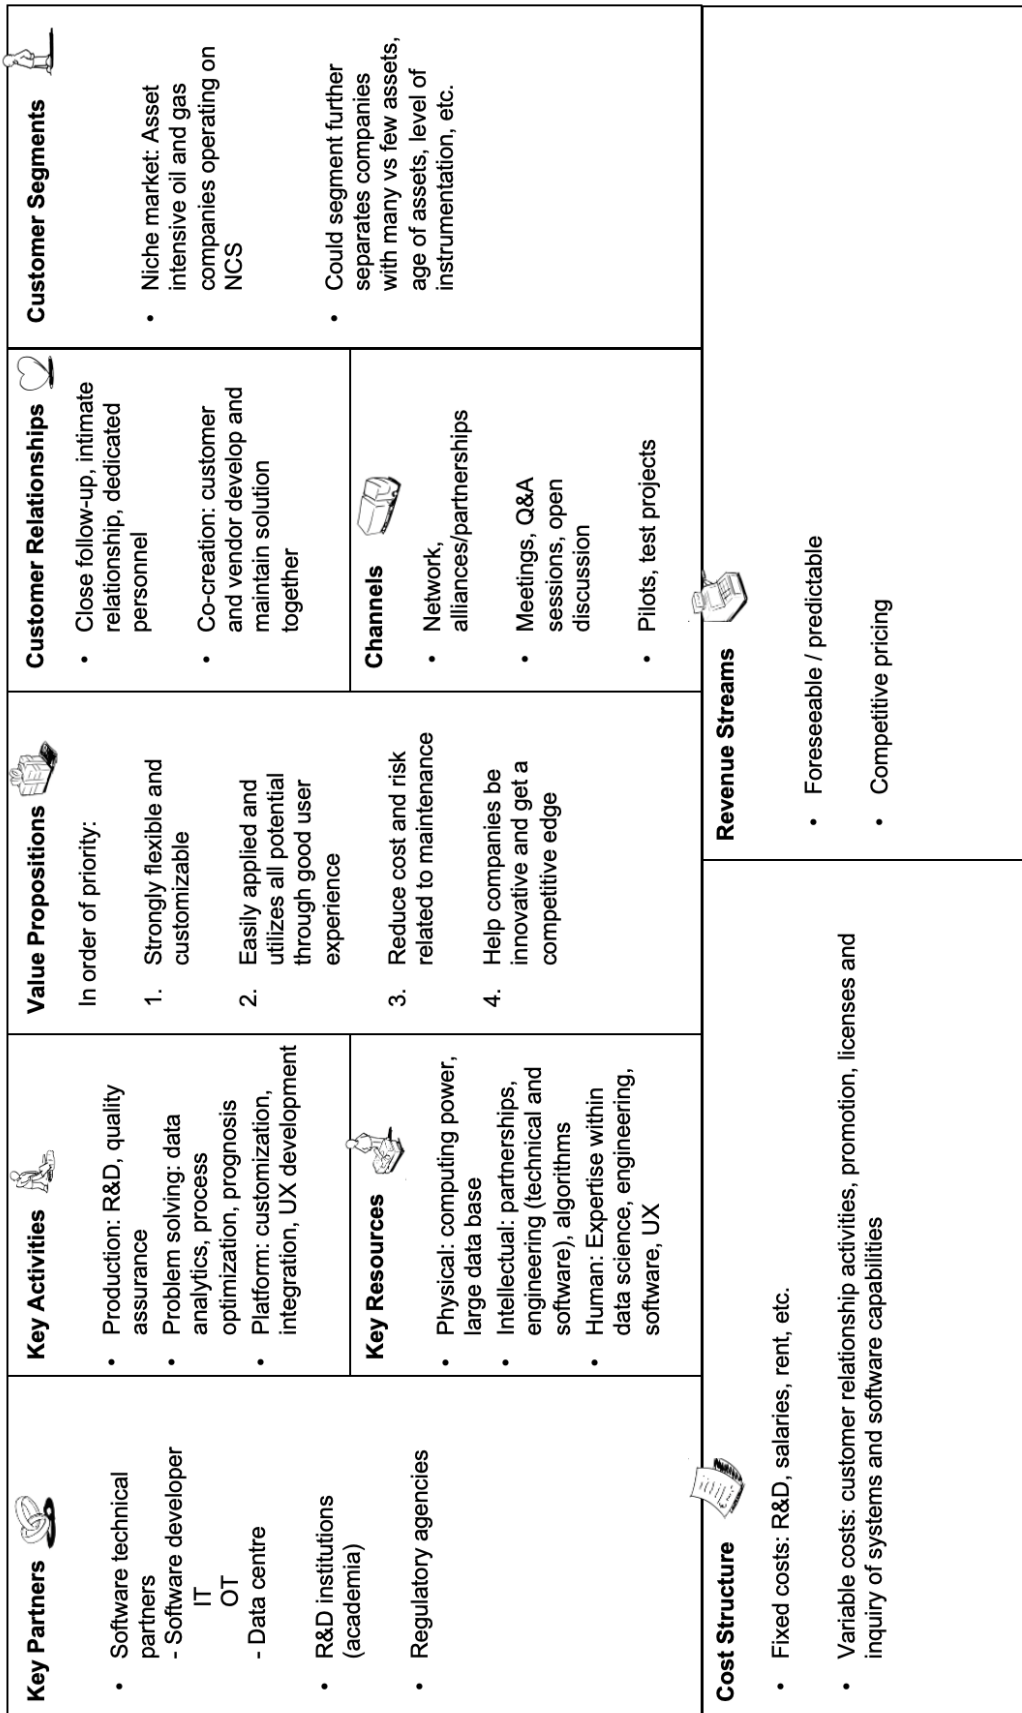 Key Partners
• Software technical
partners
- Software developer
IT
OT
- Data centre
• R&D institutions
(academia)
• Regulatory agencies
Key Activities
• Production: R&D, quality
assurance
• Problem solving: data
analytics, process
optimization, prognosis
• Platform: customization,
integration, UX development
Key Resources
• Physical: computing power,
large data base
• Intellectual: partnerships,
engineering (technical and
software), algorithms
• Human: Expertise within
data science, engineering,
software, UX
Value Propositions
In order of priority:
1. Strongly flexible and
customizable
2. Easily applied and
utilizes all potential
through good user
experience
3. Reduce cost and risk
related to maintenance
4. Help companies be
innovative and get a
competitive edge
Customer Relationships
• Close follow-up, intimate
relationship, dedicated
personnel
• Co-creation: customer
and vendor develop and
maintain solution
together
Channels
• Network,
alliances/partnerships
• Meetings, Q&A
sessions, open
discussion
• Pilots, test projects
Customer Segments
• Niche market: Asset
intensive oil and gas
companies operating on
NCS
• Could segment further
separates companies
with many vs few assets,
age of assets, level of
instrumentation, etc.
Cost Structure
• Fixed costs: R&D, salaries, rent, etc.
• Variable costs: customer relationship activities, promotion, licenses and
inquiry of systems and software capabilities
Revenue Streams
• Foreseeable / predictable
• Competitive pricing